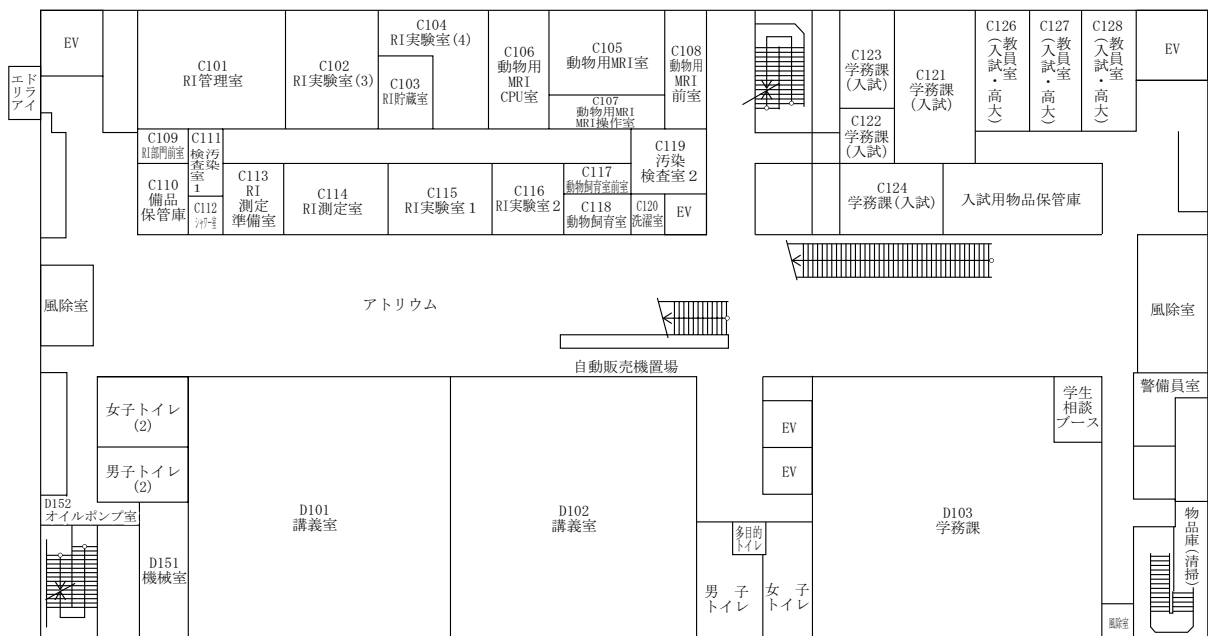 EV
C101
RI管理室
C102
RI実験室(3)
C104
RI実験室(4)
C103
RI貯蔵室
C106
動物用
MRI
CPU室
C105
動物用MRI室
C107
動物用MRI
MRI操作室
C108
動物用
MRI
前室
C123
学務課
(入試)
C122
学務課
(入試)
C121
学務課
(入試)
C126
教員室
(入試・高大)
C127
教員室
(入試・高大)
C128
教員室
(入試・高大)
EV
ドライ
エリア
C109
RI部門前室
C111
汚染
検査室
1
C110
備品
保管庫
C112
シャワー室
C113
RI
測定
準備室
C114
RI測定室
C115
RI実験室1
C116
RI実験室2
C117
動物飼育室前室
C118
動物飼育室
C119
汚染
検査室2
C120
洗濯室
EV
C124
学務課(入試)
入試用物品保管庫
風除室
アトリウム
風除室
自動販売機置場
女子トイレ
(2)
男子トイレ
(2)
D152
オイルポンプ室
D151
機械室
D101
講義室
D102
講義室
EV
EV
多目的
トイレ
男 子
トイレ
女 子
トイレ
D103
学務課
学生
相談
ブース
警備員室
物品庫(清掃)
風除室